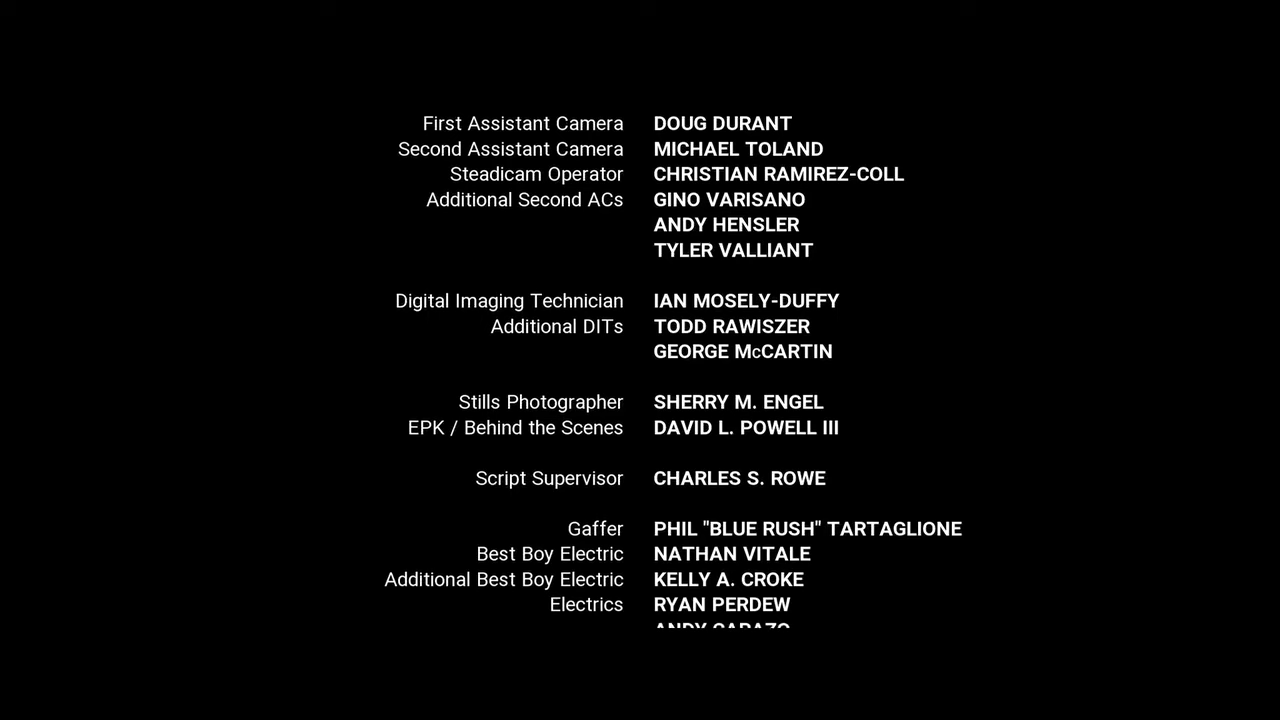 First Assistant Camera DOUG DURANT
Second Assistant Camera MICHAEL TOLAND
Steadicam Operator CHRISTIAN RAMIREZ-COLL
Additional Second ACs GINO VARISANO
ANDY HENSLER
TYLER VALLIANT
Digital Imaging Technician IAN MOSELY-DUFFY
Additional DITs TODD RAWISZER
GEORGE McCARTIN
Stills Photographer SHERRY M. ENGEL
EPK / Behind the Scenes DAVID L. POWELL III
Script Supervisor CHARLES S. ROWE
Gaffer PHIL "BLUE RUSH" TARTAGLIONE
Best Boy Electric NATHAN VITALE
Additional Best Boy Electric KELLY A. CROKE
Electrics RYAN PERDEW
ANDY